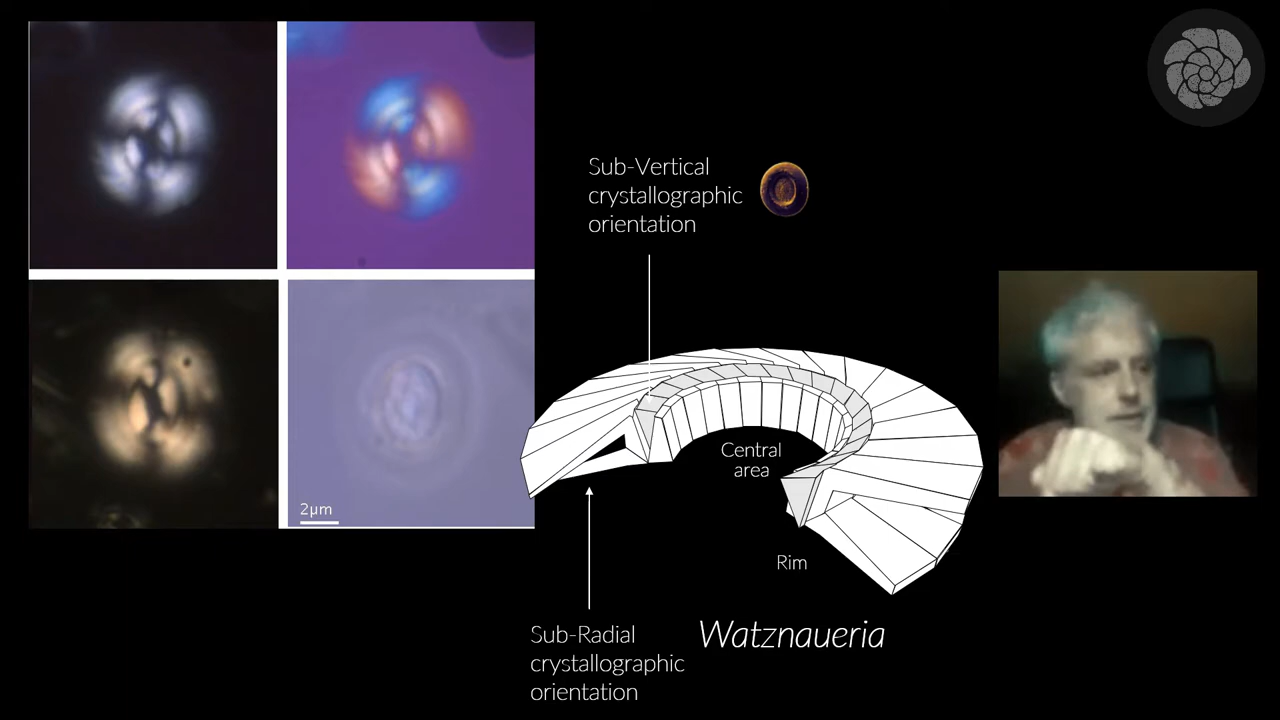 Sub-Vertical
crystallographic
orientation
Central
area
2µm
Rim
Sub-Radial
crystallographic
orientation
Watznaueria